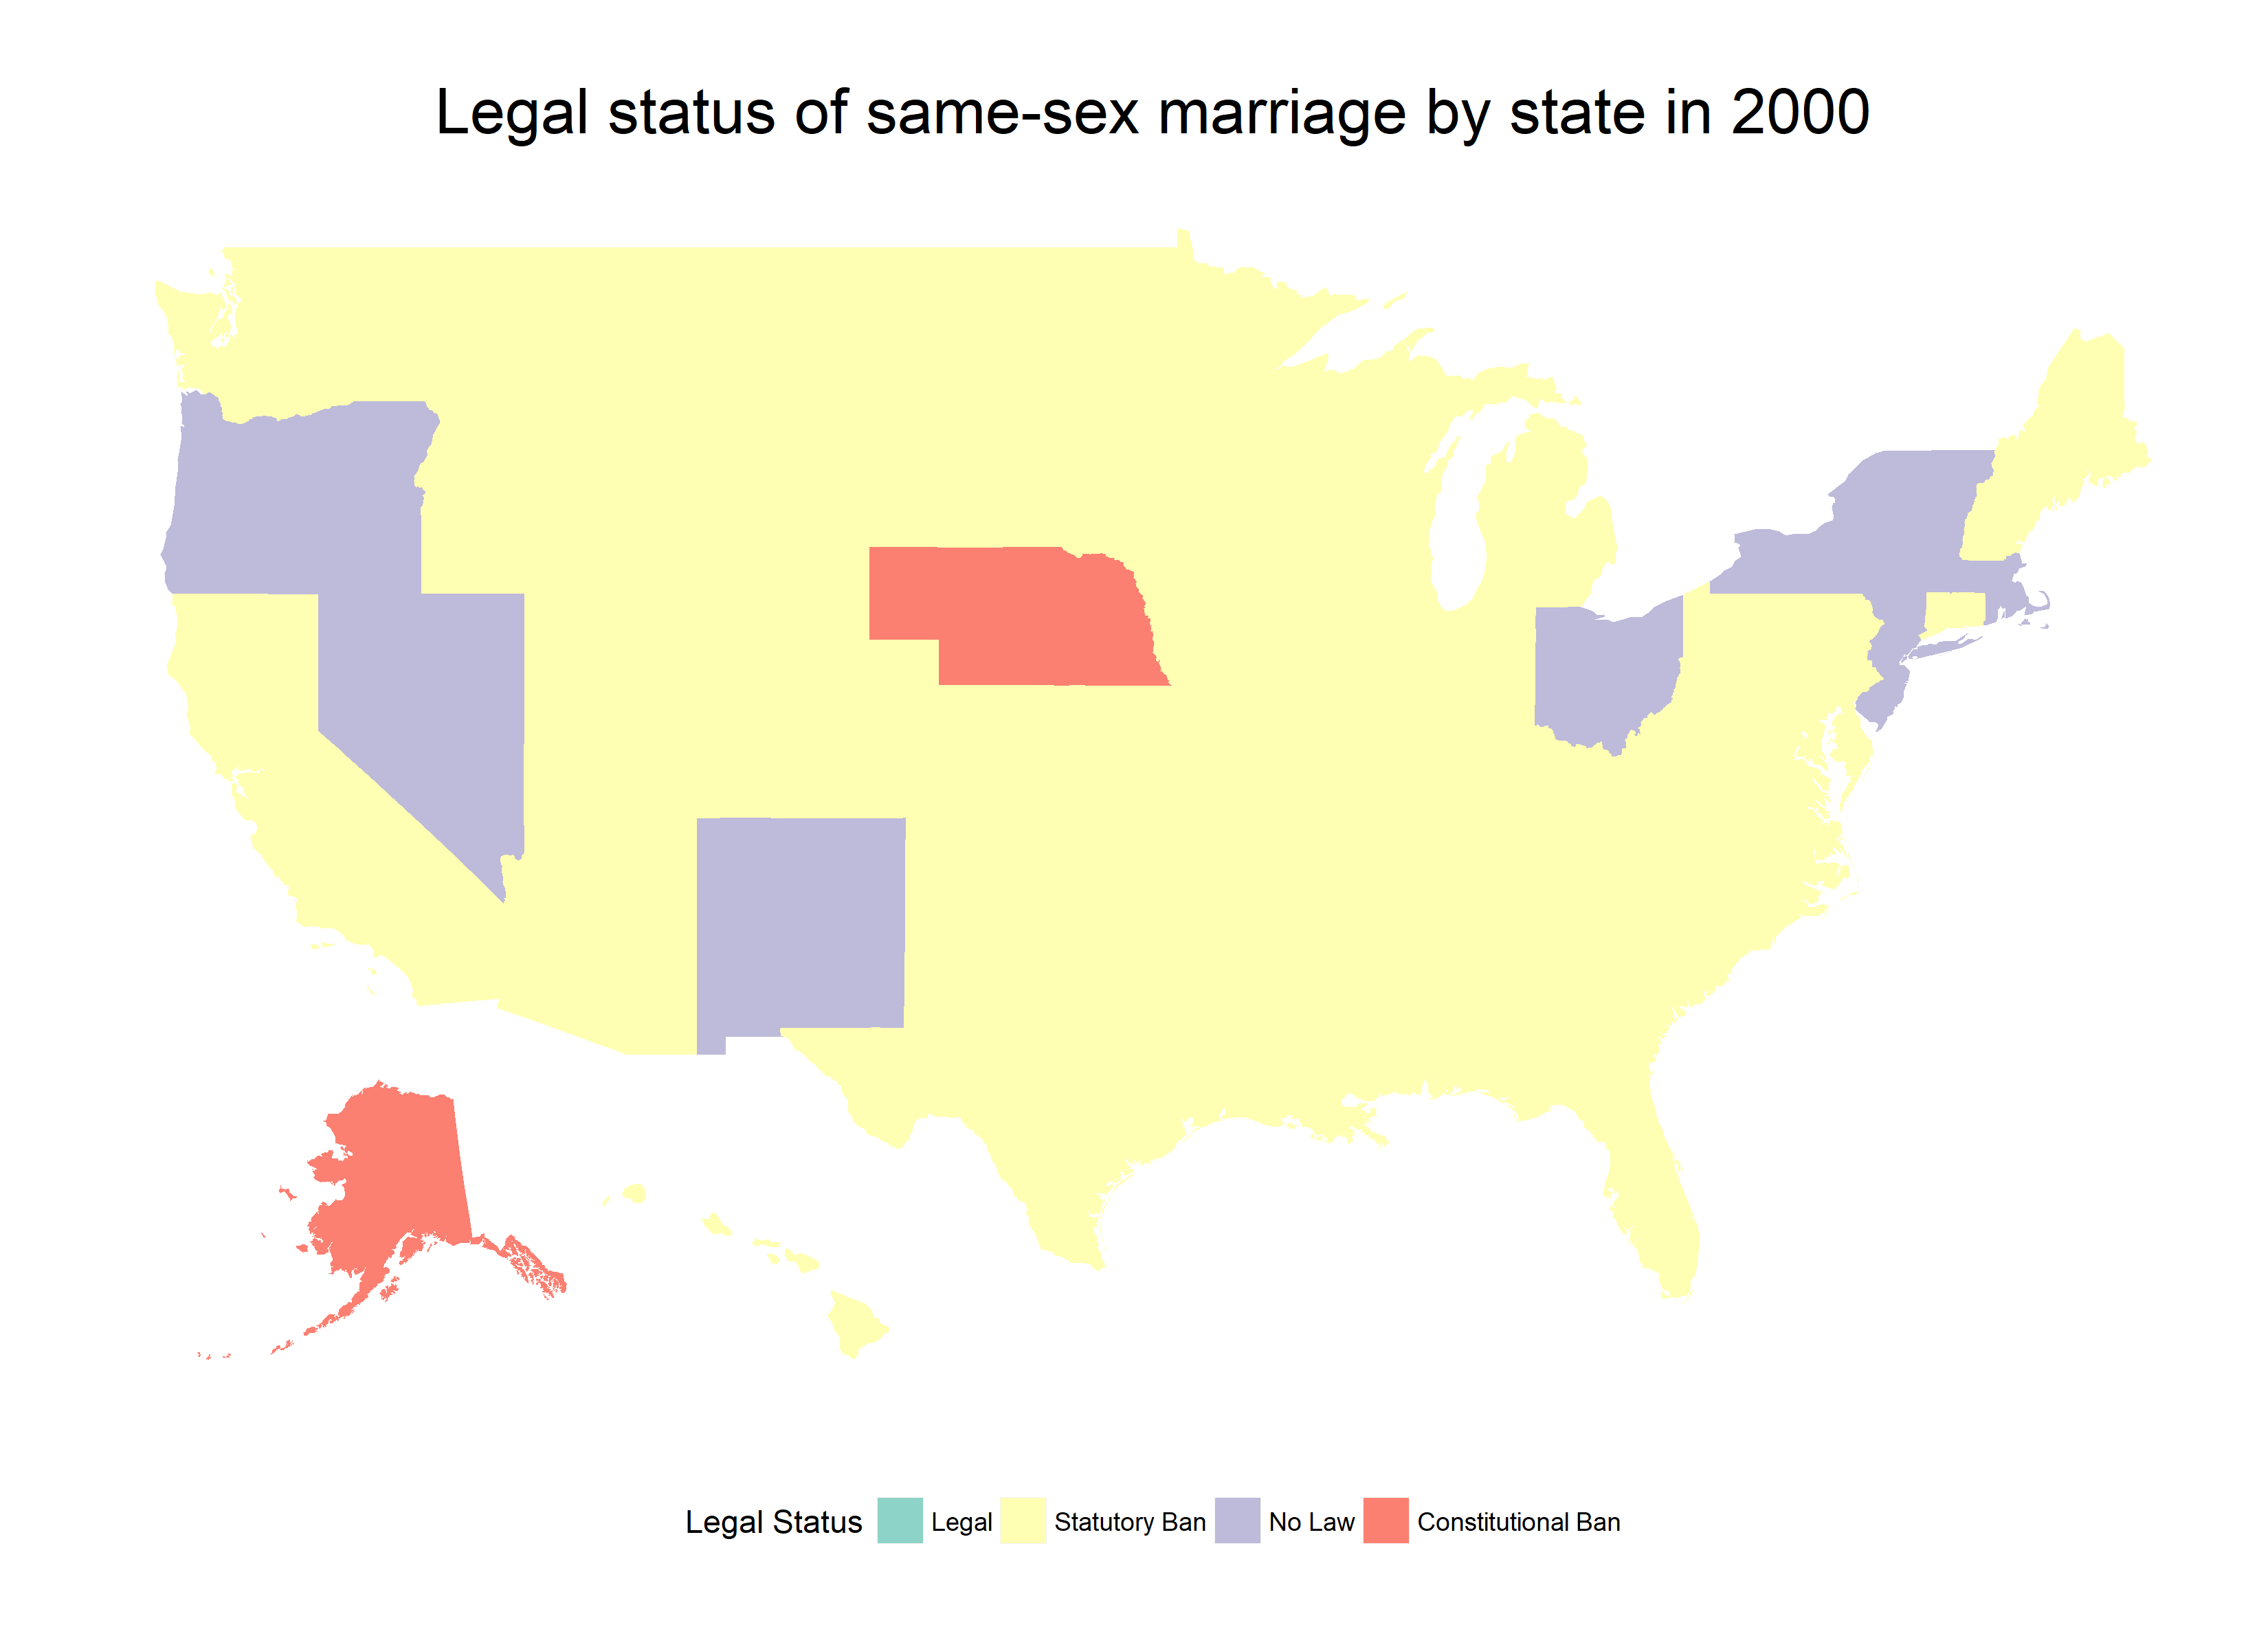 Legal status of same-sex marriage by state in 2000
Legal Status Legal Statutory Ban No Law Constitutional Ban